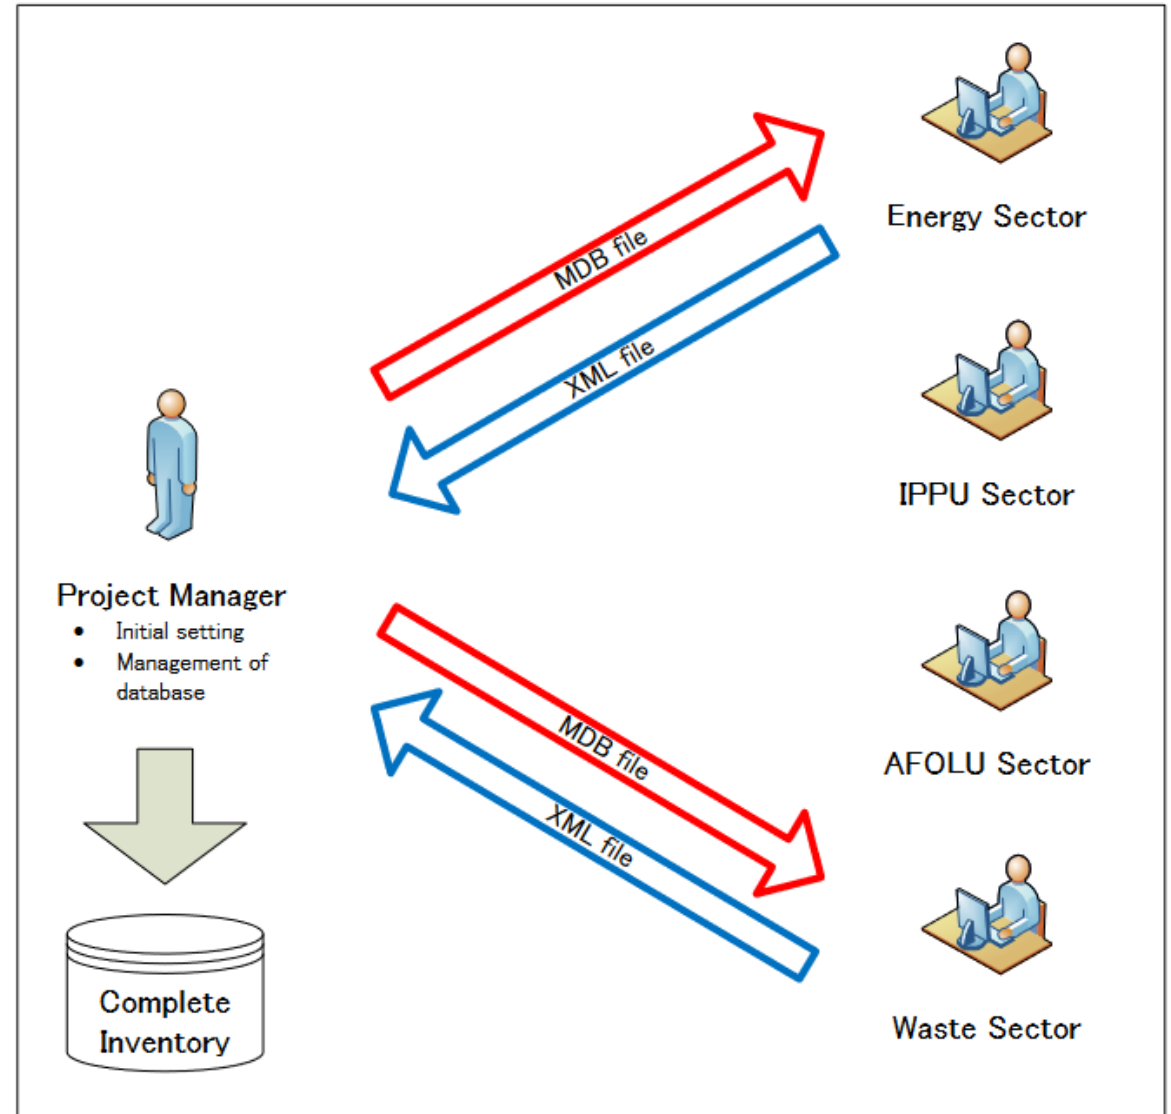 Energy Sector
MDB file
XML file
IPPU Sector
Project Manager
• Initial setting
• Management of
database
MDB file
XML file
AFOLU Sector
Complete
Inventory
Waste Sector